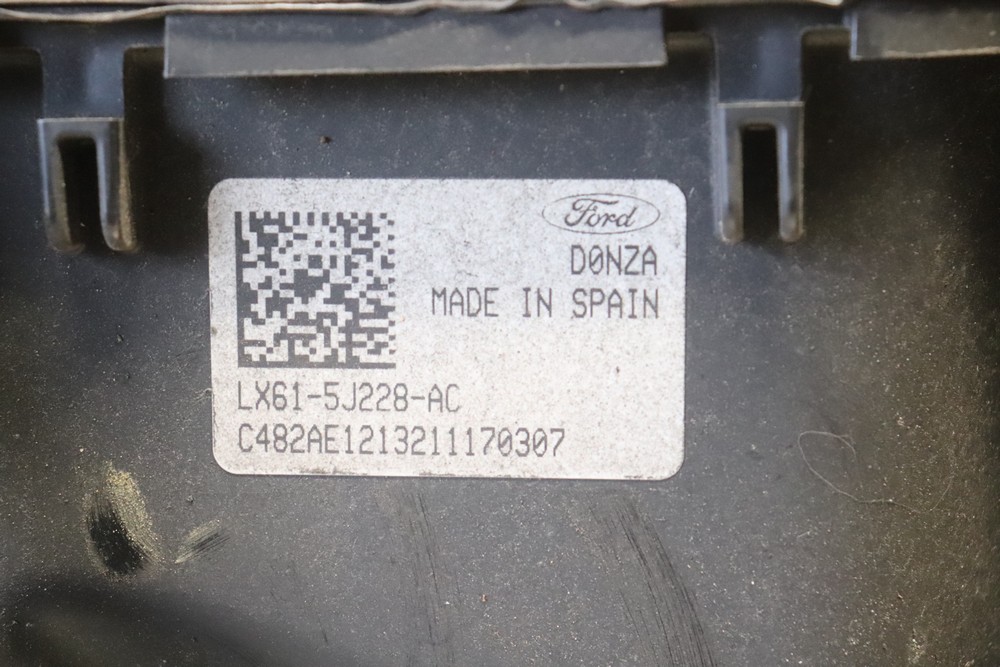 Ford
D0NZA
MADE IN SPAIN
LX61-5J228-AC
C482AE1213211170307